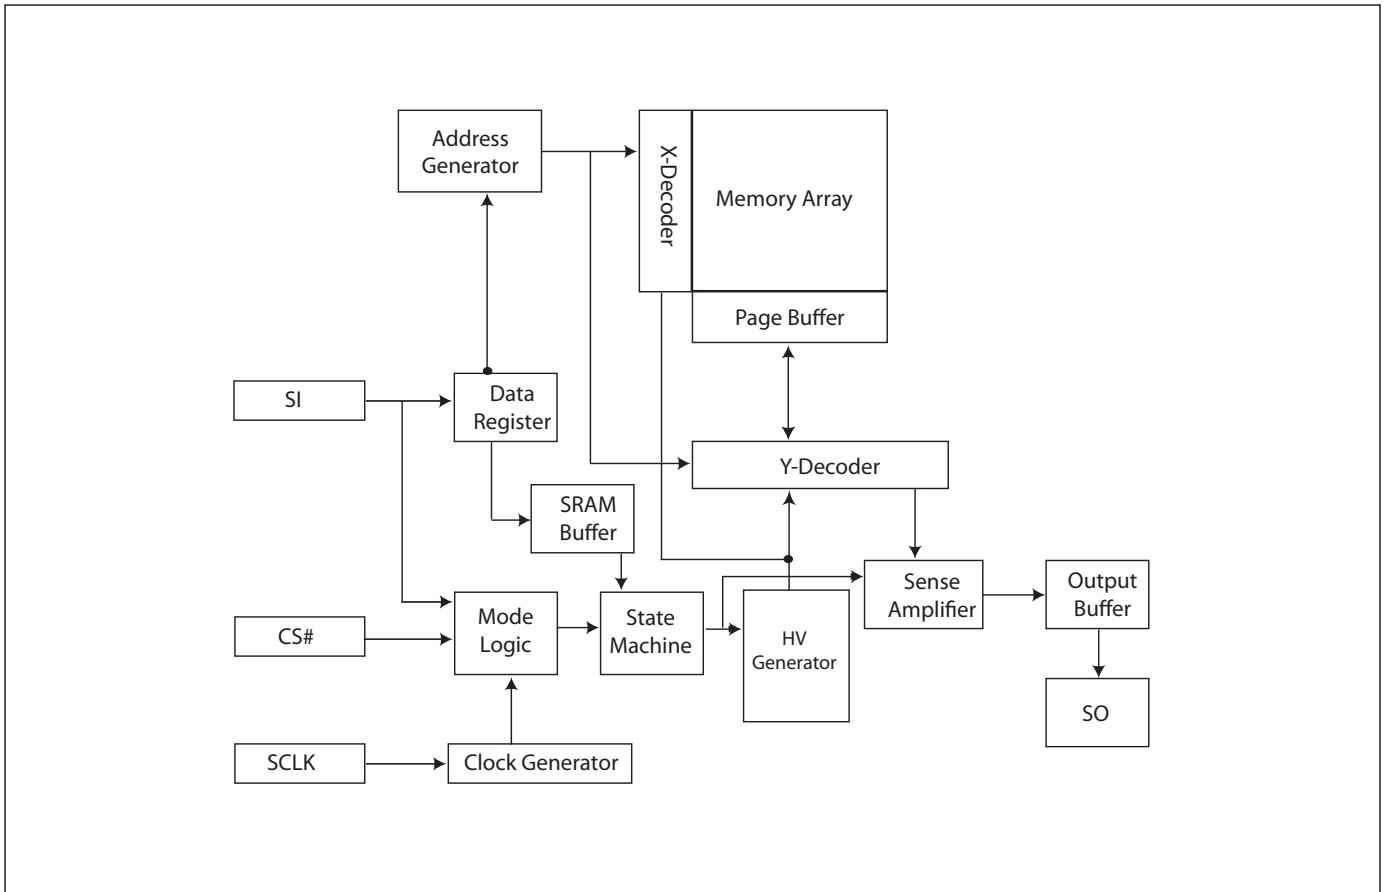 Address
Generator
X-Decoder
Memory Array
Page Buffer
SI
Data
Register
Y-Decoder
SRAM
Buffer
Sense
Amplifier
Output
Buffer
CS#
Mode
Logic
State
Machine
HV
Generator
SO
SCLK
Clock Generator